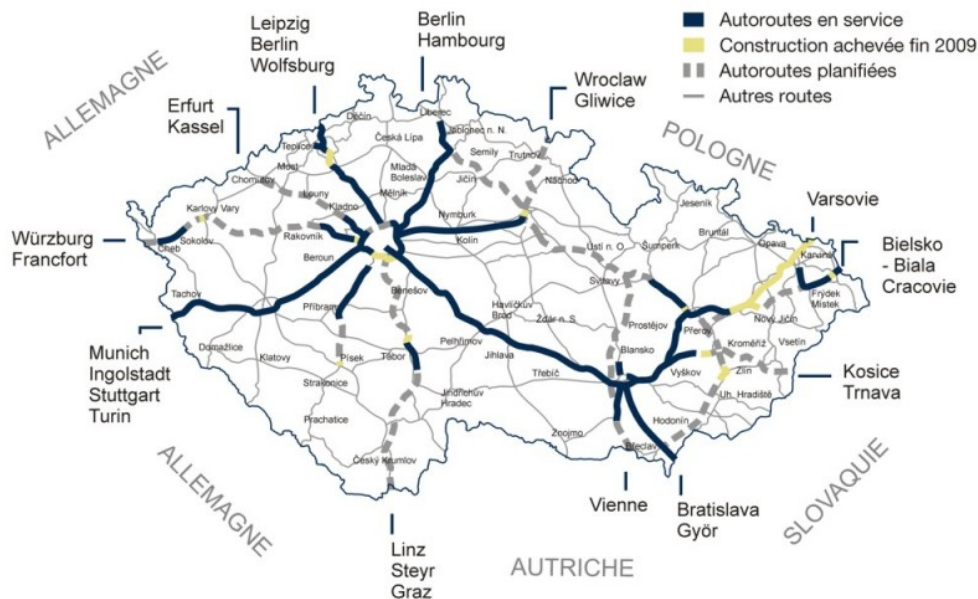 Autoroutes en service
Construction achevée fin 2009
Autoroutes planifiées
Autres routes
Leipzig
Berlin
Wolfsburg
Berlin
Hambourg
Wroclaw
Gliwice
Erfurt
Kassel
ALLEMAGNE
POLOGNE
Varsovie
Bielsko
- Biala
Cracovie
Würzburg
Francfort
Munich
Ingolstadt
Stuttgart
Turin
Kosice
Trnava
ALLEMAGNE
SLOVAQUIE
Vienne
Bratislava
Györ
Linz
Steyr
Graz
AUTRICHE
Děčín
Liberec
Jablonec n. N.
Teplice
Česká Lípa
Semily
Trutnov
Most
Chomutov
Mladá
Boleslav
Jičín
Náchod
Louny
Mělník
Karlovy Vary
Kladno
Nymburk
Jeseník
Cheb
Sokolov
Rakovník
Kolín
Ústí n. O.
Šumperk
Bruntál
Opava
Karviná
Beroun
Svitavy
Tachov
Benešov
Frýdek
Místek
Příbram
Havlíčkův
Brod
Žďár n. S.
Prostějov
Přerov
Nový Jičín
Domažlice
Klatovy
Písek
Tábor
Pelhřimov
Jihlava
Blansko
Kroměříž
Vsetín
Strakonice
Třebíč
Vyškov
Zlín
Jindřichův
Hradec
Uh. Hradiště
Prachatice
Znojmo
Hodonín
Břeclav
Český Krumlov